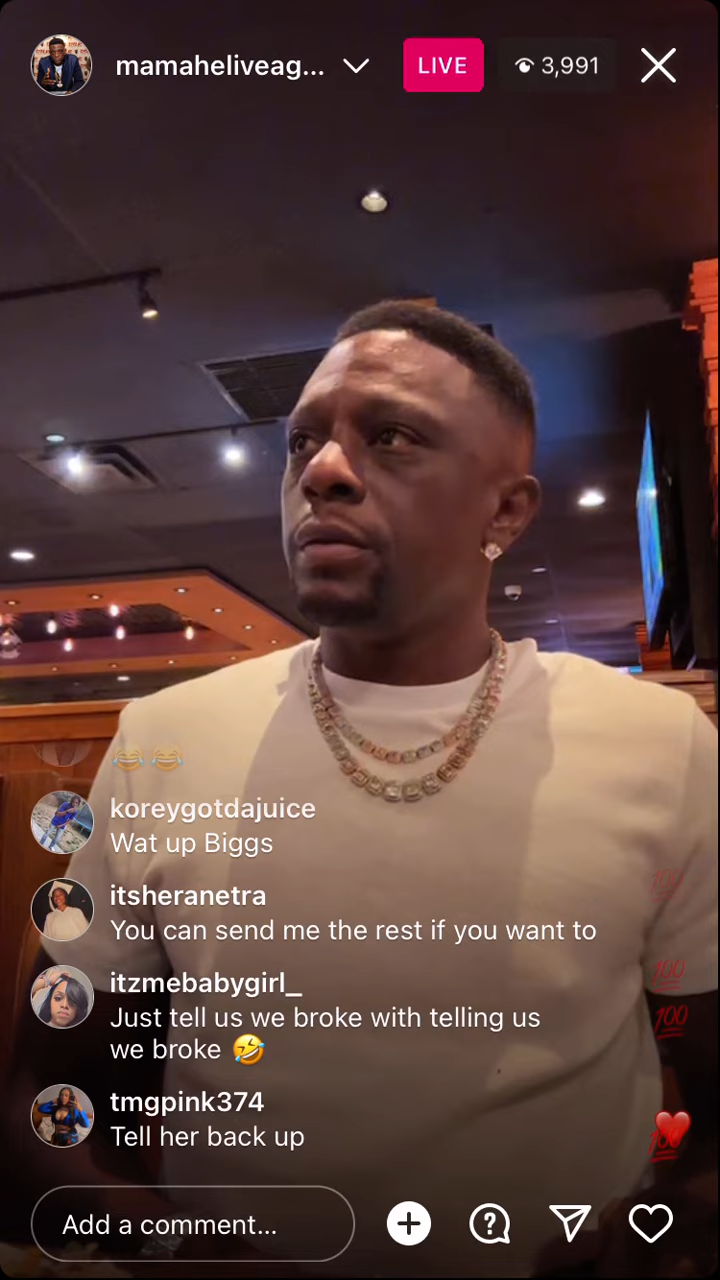 mamaheliveag...
LIVE
3,991
😂😂
koreygotdajuice
Wat up Biggs
itsheranetra
You can send me the rest if you want to
itzmebabygirl_
Just tell us we broke with telling us
we broke 🤣
tmgpink374
Tell her back up
💯
💯
💯
💯
Add a comment...